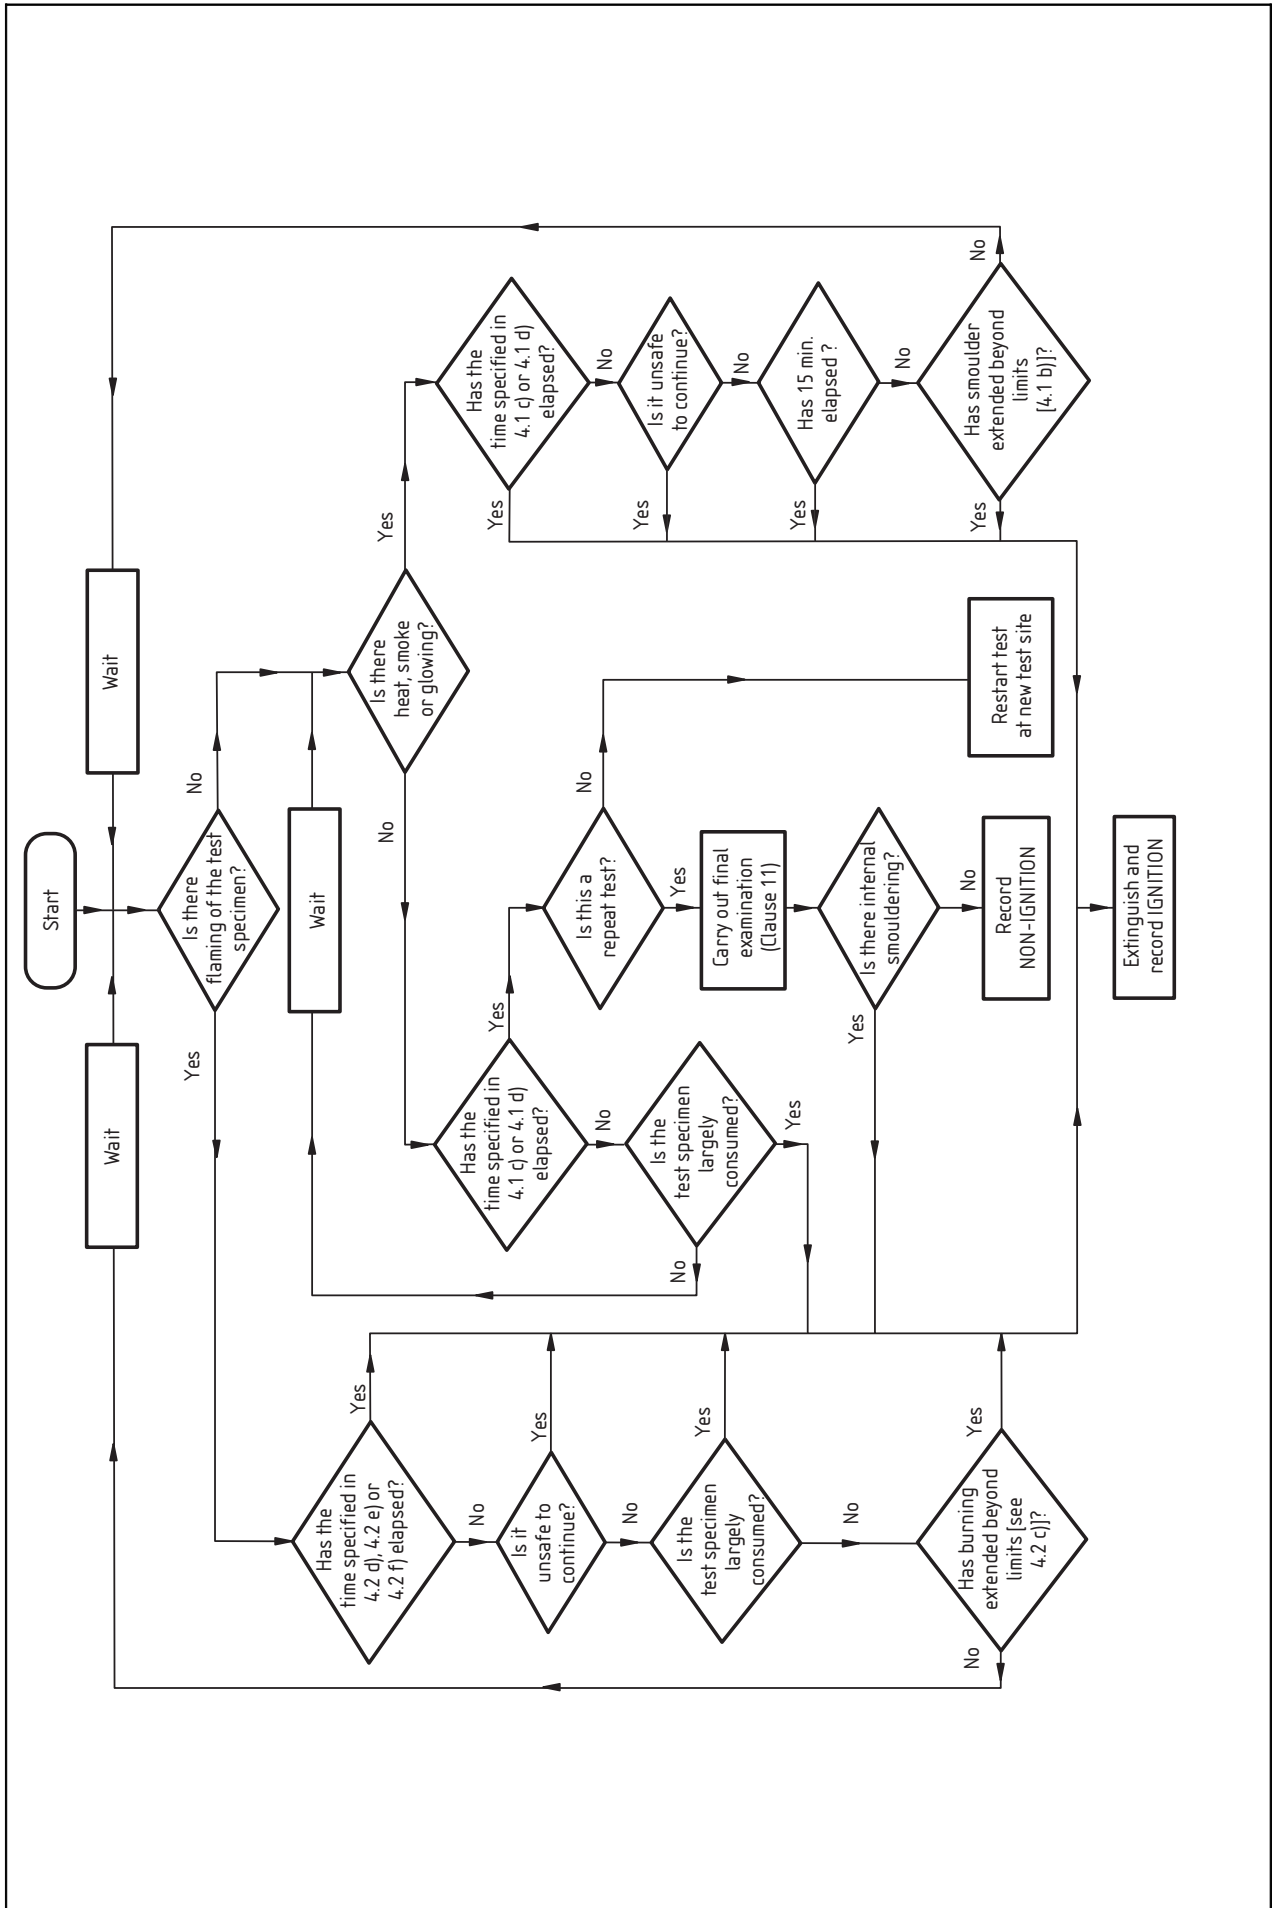 Start
Wait
Wait
Is there
flaming of the test
specimen?
Yes
No
Wait
Is there
heat, smoke
or glowing?
No
Yes
Has the
time specified in
4.2 d), 4.2 e) or
4.2 f) elapsed?
Yes
No
Is it
unsafe to
continue?
Yes
No
Is the
test specimen
largely
consumed?
Yes
No
Has burning
extended beyond
limits [see
4.2 c)]?
No
Yes
Has the
time specified in
4.1 c) or 4.1 d)
elapsed?
Yes
No
Is the
test specimen
largely
consumed?
No
Yes
Is this a
repeat test?
No
Yes
Carry out final
examination
(Clause 11)
Is there internal
smouldering?
Yes
No
Record
NON-IGNITION
Restart test
at new test site
Has the
time specified in
4.1 c) or 4.1 d)
elapsed?
Yes
No
Is it unsafe
to continue?
Yes
No
Has 15 min.
elapsed ?
Yes
No
Has smoulder
extended beyond
limits
[4.1 b)]?
Yes
No
Extinguish and
record IGNITION